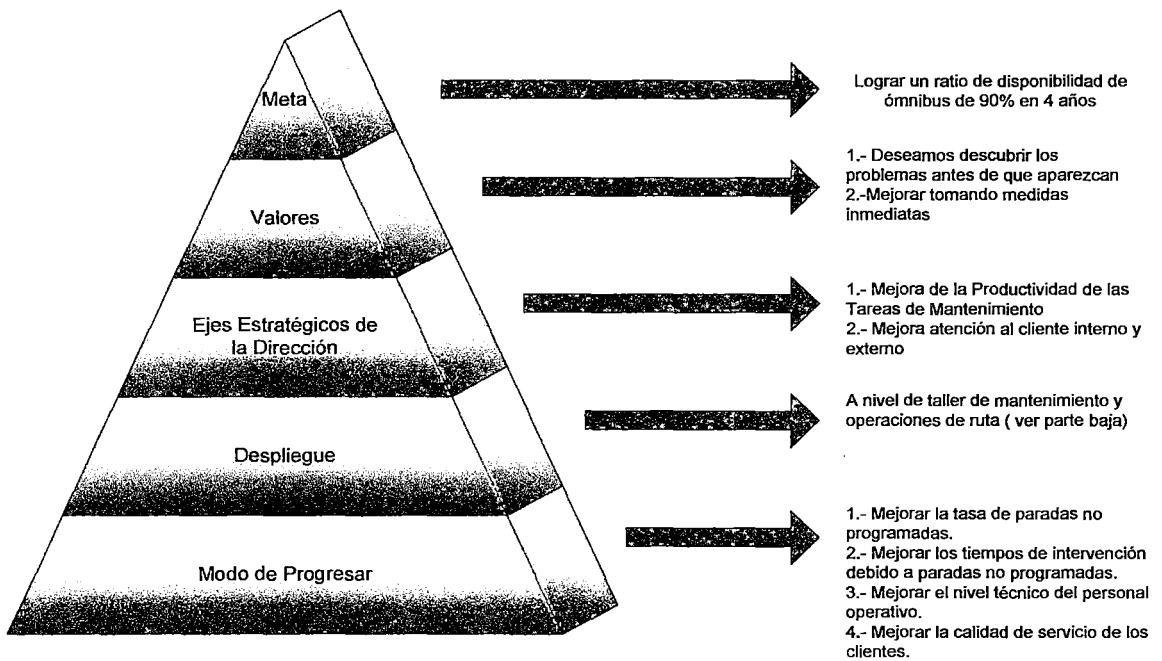 Meta
Lograr un ratio de disponibilidad de
ómnibus de 90% en 4 años
Valores
1.- Deseamos descubrir los
problemas antes de que aparezcan
2.-Mejorar tomando medidas
inmediatas
Ejes Estratégicos de
la Dirección
1.- Mejora de la Productividad de las
Tareas de Mantenimiento
2.- Mejora atención al cliente interno y
externo
Despliegue
A nivel de taller de mantenimiento y
operaciones de ruta ( ver parte baja)
Modo de Progresar
1.- Mejorar la tasa de paradas no
programadas.
2.- Mejorar los tiempos de intervención
debido a paradas no programadas.
3.- Mejorar el nivel técnico del personal
operativo.
4.- Mejorar la calidad de servicio de los
clientes.